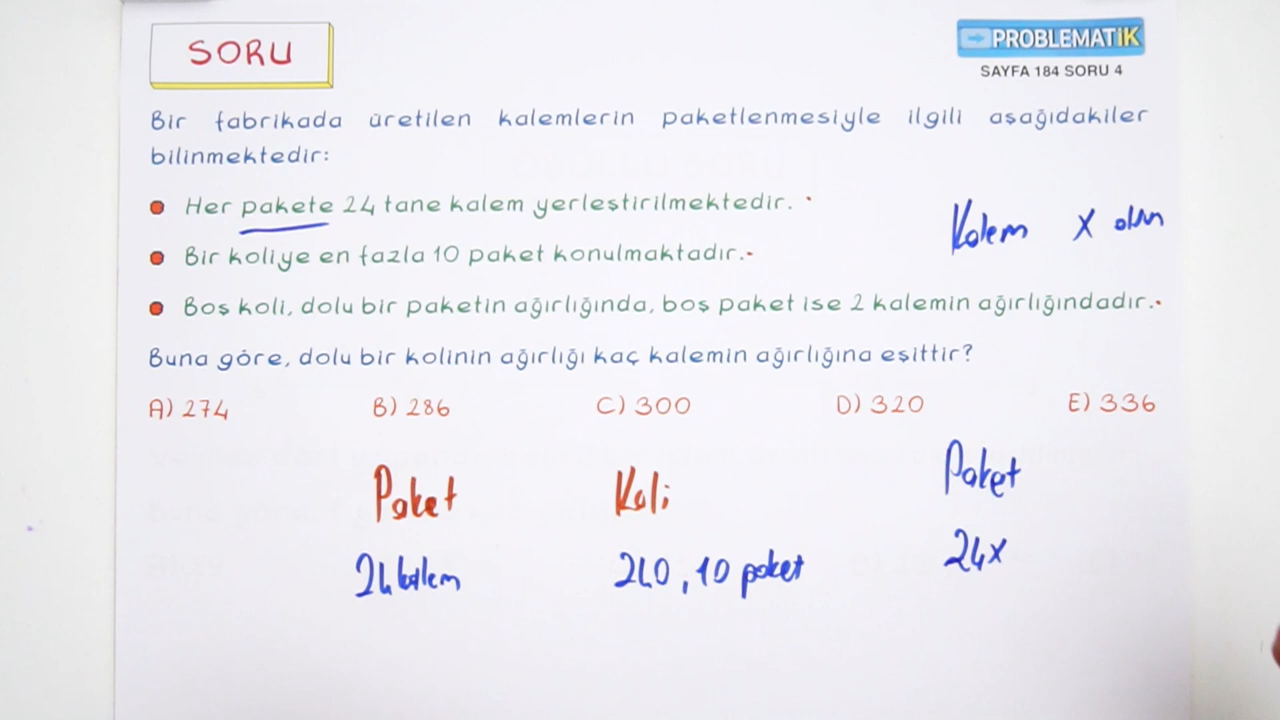 SORU
PROBLEMATİK
SAYFA 184 SORU 4
Bir fabrikada üretilen kalemlerin paketlenmesiyle ilgili aşağıdakiler
bilinmektedir:
Her pakete 24 tane kalem yerleştirilmektedir.
Kalem x olsun
Bir koliye en fazla 10 paket konulmaktadır.
Boş koli, dolu bir paketin ağırlığında, boş paket ise 2 kalemin ağırlığındadır.
Buna göre, dolu bir kolinin ağırlığı kaç kalemin ağırlığına eşittir?
A) 274 B) 286 C) 300 D) 320 E) 336
Paket Koli Paket
24 kalem 240, 10 paket 24x